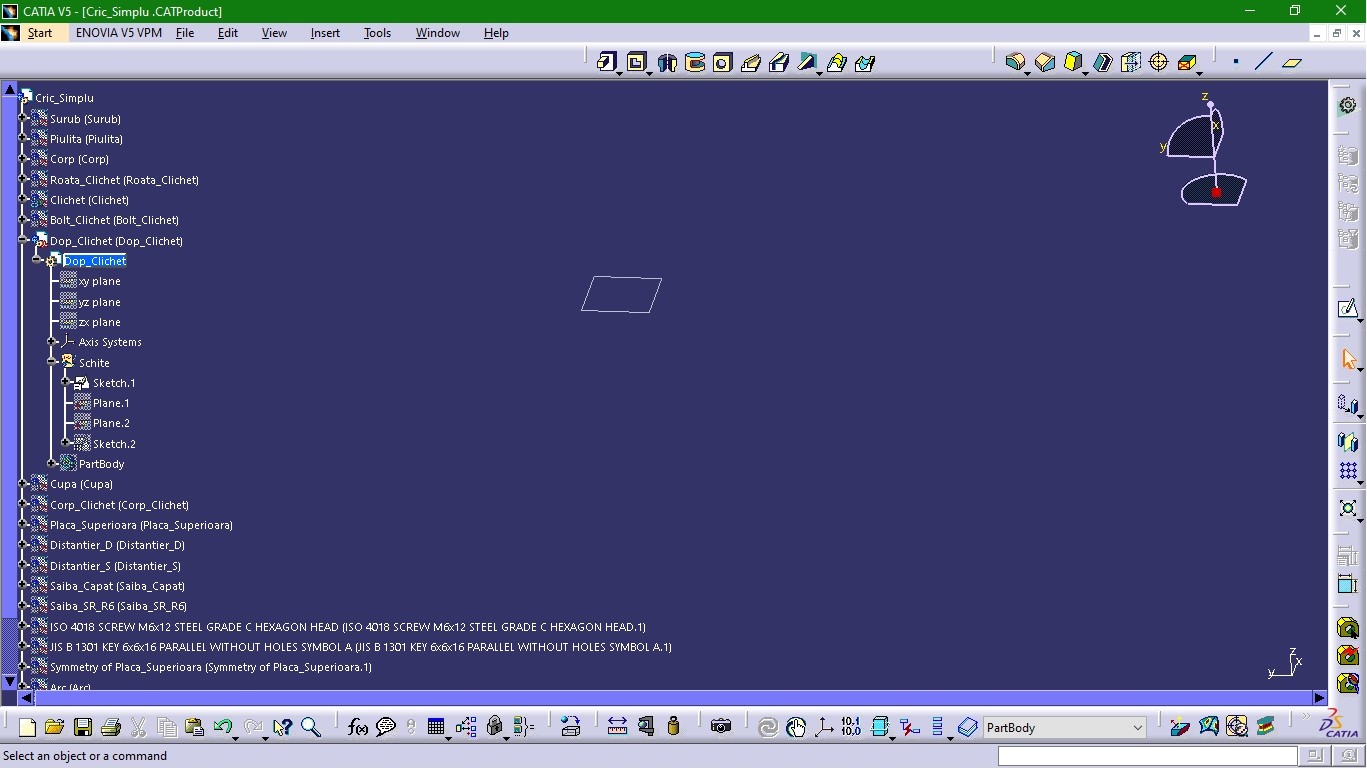 CATIA V5 - [Cric_Simplu .CATProduct]
Start ENOVIA V5 VPM File Edit View Insert Tools Window Help
Cric_Simplu
Surub (Surub)
Piulita (Piulita)
Corp (Corp)
Roata_Clichet (Roata_Clichet)
Clichet (Clichet)
Bolt_Clichet (Bolt_Clichet)
Dop_Clichet (Dop_Clichet)
Dop_Clichet
xy plane
yz plane
zx plane
Axis Systems
Schite
Sketch.1
Plane.1
Plane.2
Sketch.2
PartBody
Cupa (Cupa)
Corp_Clichet (Corp_Clichet)
Placa_Superioara (Placa_Superioara)
Distantier_D (Distantier_D)
Distantier_S (Distantier_S)
Saiba_Capat (Saiba_Capat)
Saiba_SR_R6 (Saiba_SR_R6)
ISO 4018 SCREW M6x12 STEEL GRADE C HEXAGON HEAD (ISO 4018 SCREW M6x12 STEEL GRADE C HEXAGON HEAD.1)
JIS B 1301 KEY 6x6x16 PARALLEL WITHOUT HOLES SYMBOL A (JIS B 1301 KEY 6x6x16 PARALLEL WITHOUT HOLES SYMBOL A.1)
Symmetry of Placa_Superioara (Symmetry of Placa_Superioara.1)
Arc (Arc)
z
x
y
z
x
y
f(x)
10.1
10.0
PartBody
CATIA
Select an object or a command